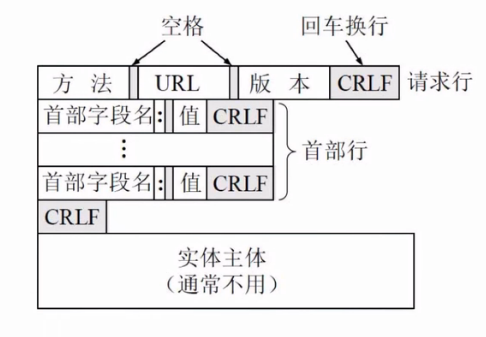 空格 回车换行
方 法 URL 版 本 CRLF 请求行
首部字段名: 值 CRLF
⋮
首部行
首部字段名: 值 CRLF
CRLF
实体主体
（通常不用）